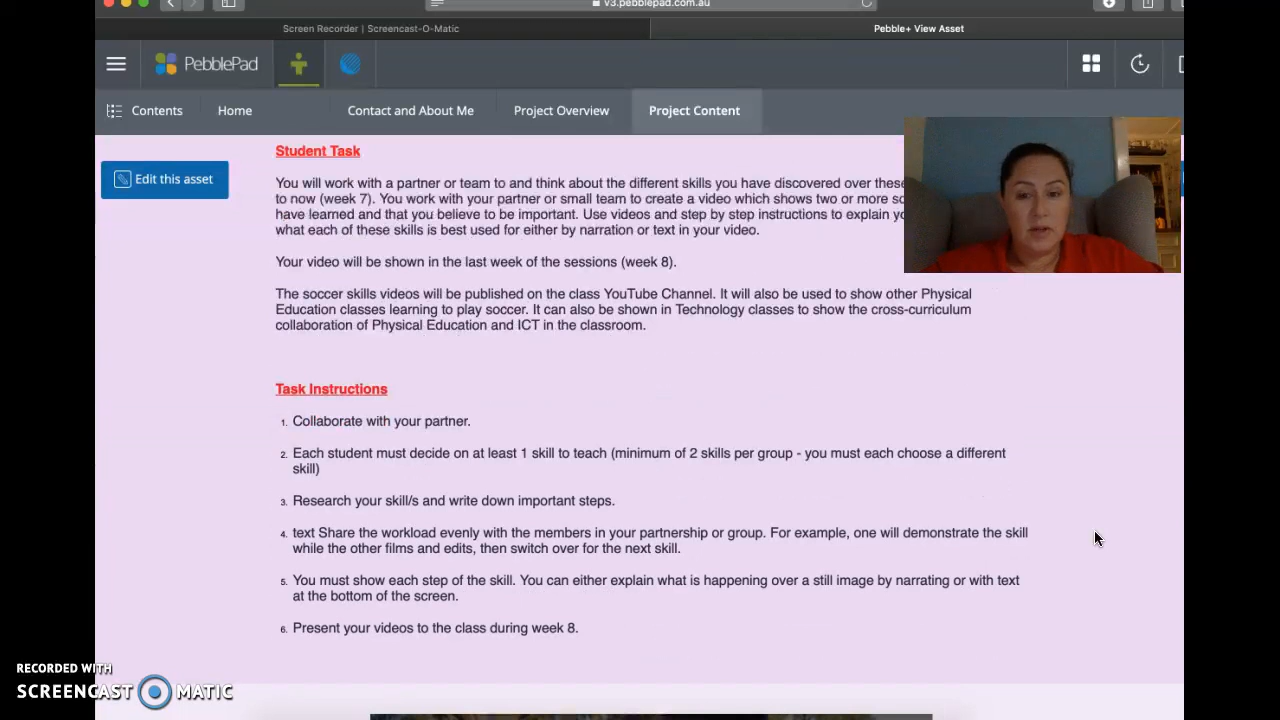 v3.pebblepad.com.au
Screen Recorder | Screencast-O-Matic
Pebble+ View Asset
PebblePad
Contents
Home
Contact and About Me
Project Overview
Project Content
Edit this asset
Student Task
You will work with a partner or team to and think about the different skills you have discovered over these
to now (week 7). You work with your partner or small team to create a video which shows two or more
have learned and that you believe to be important. Use videos and step by step instructions to explain
what each of these skills is best used for either by narration or text in your video.
Your video will be shown in the last week of the sessions (week 8).
The soccer skills videos will be published on the class YouTube Channel. It will also be used to show other Physical
Education classes learning to play soccer. It can also be shown in Technology classes to show the cross-curriculum
collaboration of Physical Education and ICT in the classroom.
Task Instructions
1. Collaborate with your partner.
2. Each student must decide on at least 1 skill to teach (minimum of 2 skills per group - you must each choose a different
skill)
3. Research your skill/s and write down important steps.
4. text Share the workload evenly with the members in your partnership or group. For example, one will demonstrate the skill
while the other films and edits, then switch over for the next skill.
5. You must show each step of the skill. You can either explain what is happening over a still image by narrating or with text
at the bottom of the screen.
6. Present your videos to the class during week 8.
RECORDED WITH
SCREENCAST MATIC